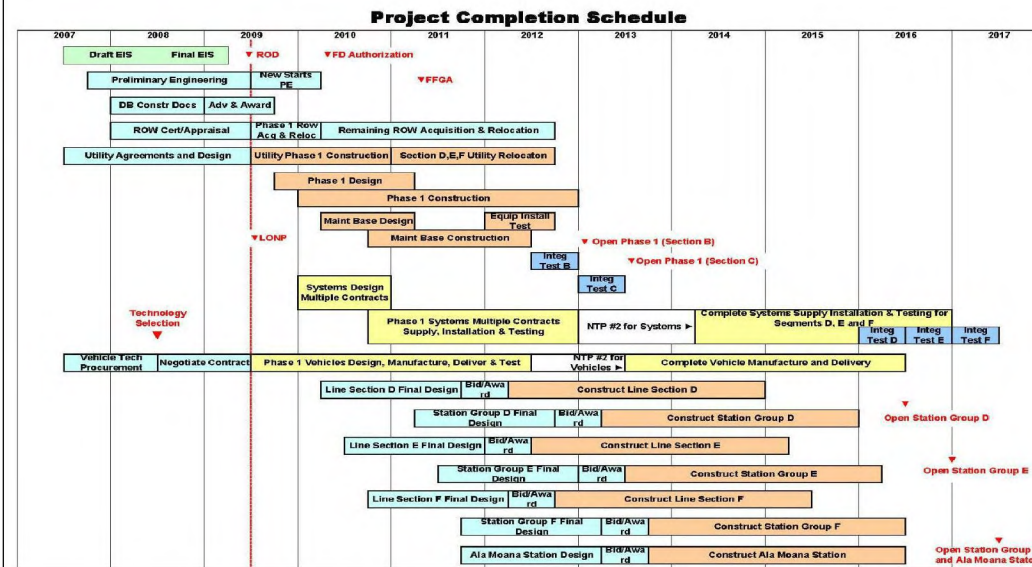 Project Completion Schedule
2007 2008 2009 2010 2011 2012 2013 2014 2015 2016 2017
Draft EIS Final EIS ROD FD Authorization
Preliminary Engineering New Starts FFGA
PE
DB Constr Docs Adv & Award
ROW Cert/Appraisal Phase 1 Row Remaining ROW Acquisition & Relocation
Acq & Reloc
Utility Agreements and Design Utility Phase 1 Construction Section D,E,F Utility Relocaton
Phase 1 Design
Phase 1 Construction
Maint Base Design Equip Install
Test
LONP Maint Base Construction Open Phase 1 (Section B)
Integ Open Phase 1 (Section C)
Test B
Integ
Test C
Systems Design
Multiple Contracts
Technology
Selection
Phase 1 Systems Multiple Contracts
Supply, Installation & Testing
NTP #2 for Systems ►
Complete Systems Supply Installation & Testing for
Segments D, E and F
Integ Integ Integ
Test D Test E Test F
Vehicle Tech
Procurement
Negotiate Contract Phase 1 Vehicles Design, Manufacture, Deliver & Test
NTP #2 for
Vehicles ►
Complete Vehicle Manufacture and Delivery
Line Section D Final Design Bid/Awa Construct Line Section D
rd
Station Group D Final Bid/Awa Construct Station Group D Open Station Group D
Design rd
Line Section E Final Design Bid/Awa Construct Line Section E
rd
Station Group E Final Bid/Awa Construct Station Group E Open Station Group E
Design rd
Line Section F Final Design Bid/Awa Construct Line Section F
rd
Station Group F Final Bid/Awa Construct Station Group F
Design rd
Ala Moana Station Design Bid/Awa Construct Ala Moana Station
rd
Open Station Group
and Ala Moana State